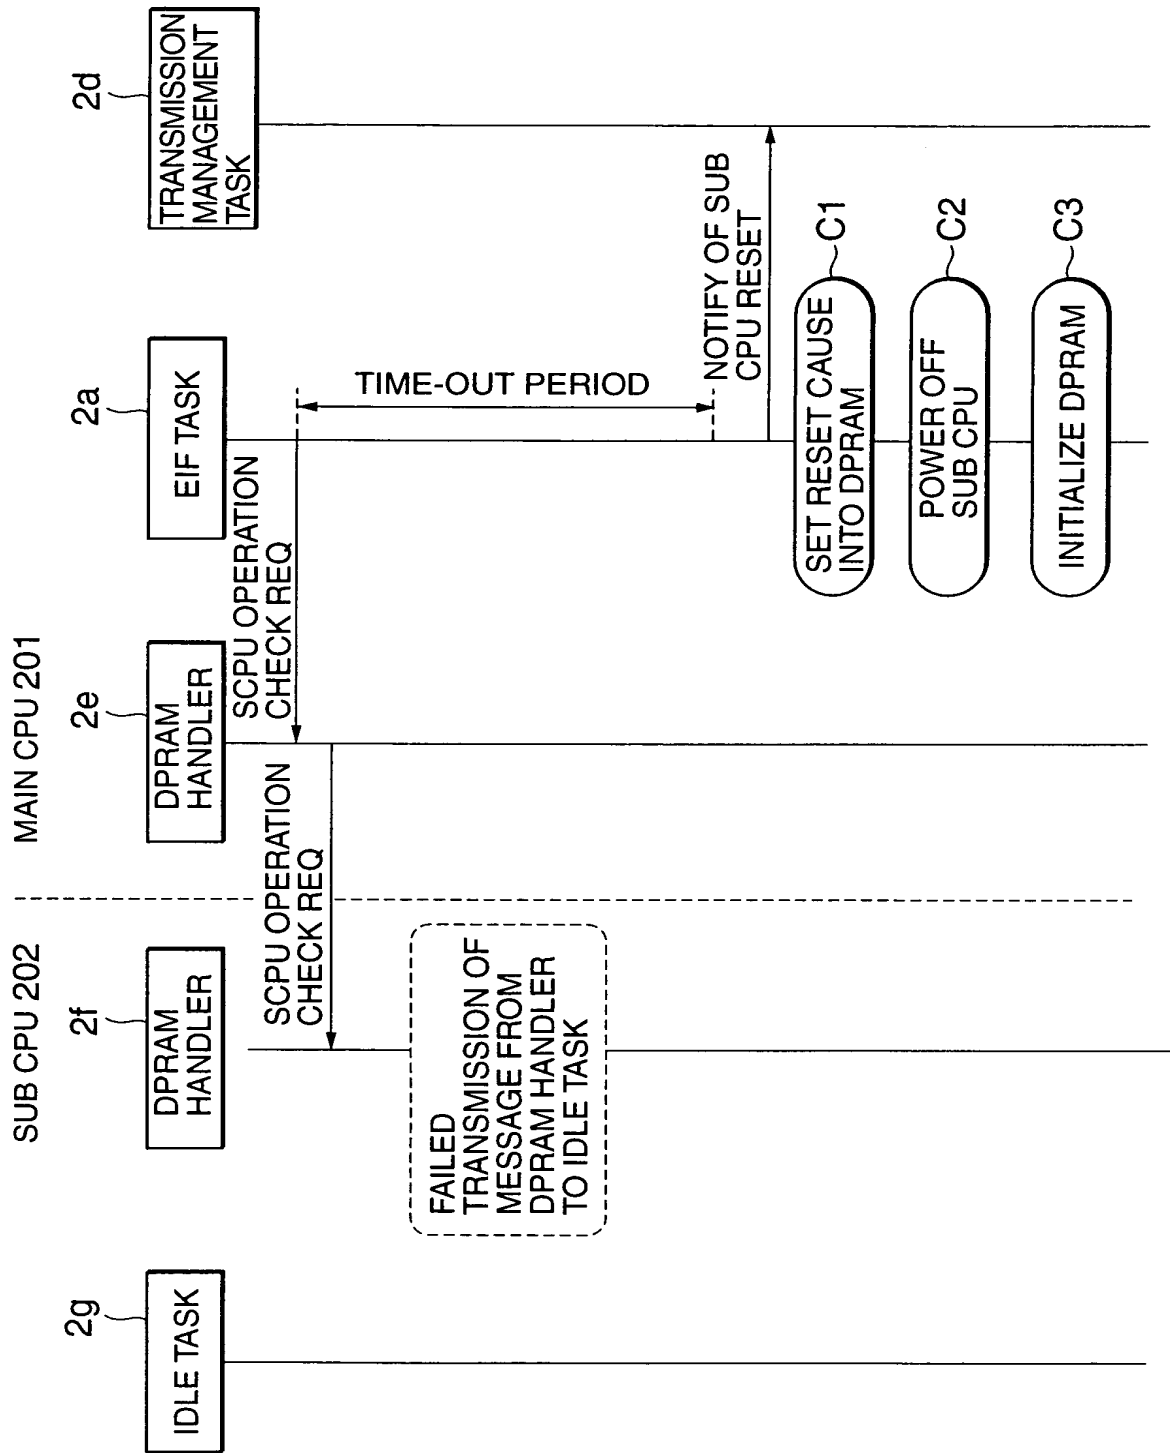 SUB CPU 202
MAIN CPU 201
2g
2f
2e
2a
2d
IDLE TASK
DPRAM
HANDLER
DPRAM
HANDLER
EIF TASK
TRANSMISSION
MANAGEMENT
TASK
SCPU OPERATION
CHECK REQ
SCPU OPERATION
CHECK REQ
TIME-OUT PERIOD
FAILED
TRANSMISSION OF
MESSAGE FROM
DPRAM HANDLER
TO IDLE TASK
NOTIFY OF SUB
CPU RESET
SET RESET CAUSE
INTO DPRAM
C1
POWER OFF
SUB CPU
C2
INITIALIZE DPRAM
C3